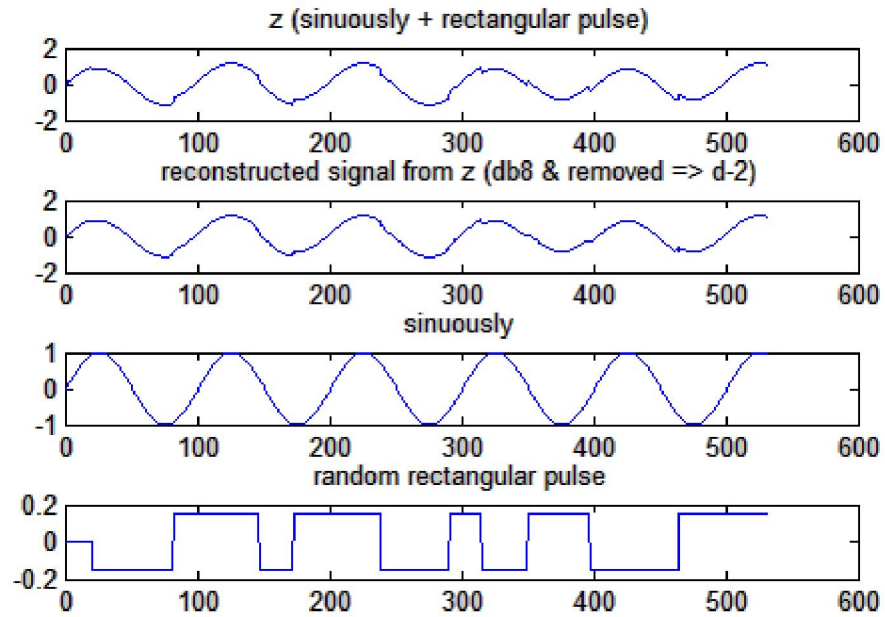 z (sinuously + rectangular pulse)
2
0
-2
0 100 200 300 400 500 600
reconstructed signal from z (db8 & removed => d-2)
2
0
-2
0 100 200 300 400 500 600
sinuously
1
0
-1
0 100 200 300 400 500 600
random rectangular pulse
0.2
0
-0.2
0 100 200 300 400 500 600